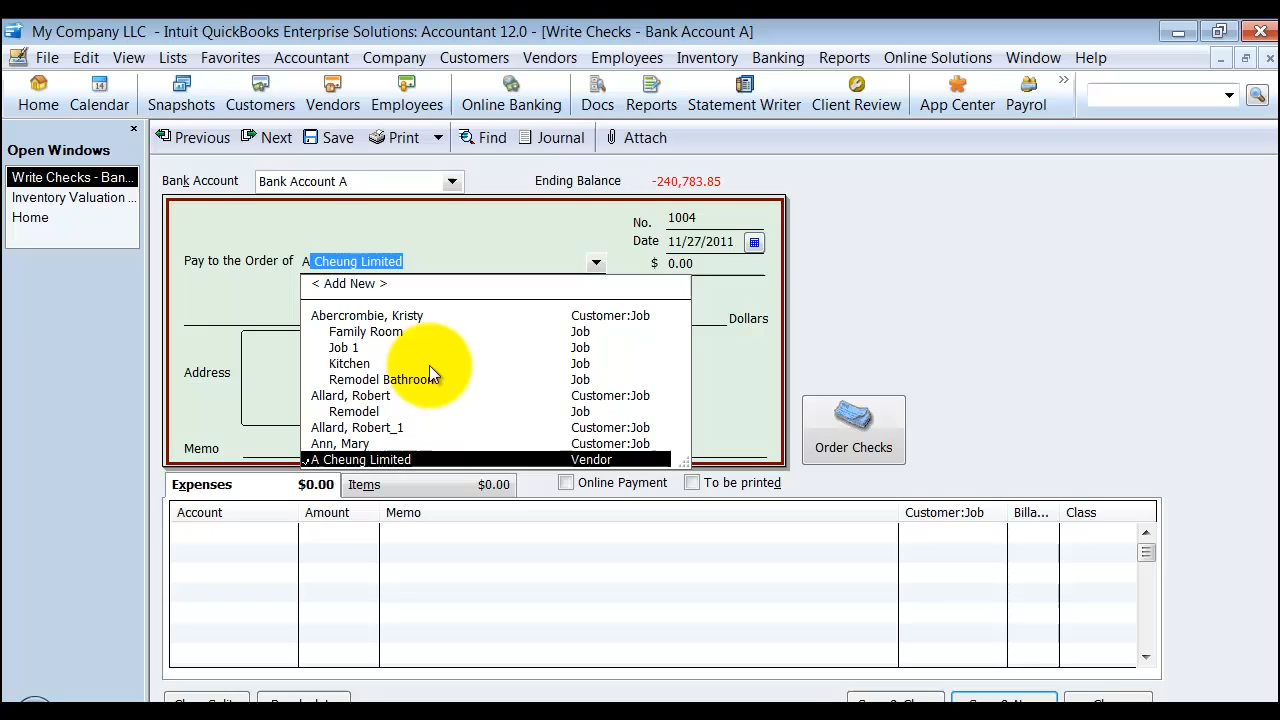 My Company LLC - Intuit QuickBooks Enterprise Solutions: Accountant 12.0 - [Write Checks - Bank Account A]
File Edit View Lists Favorites Accountant Company Customers Vendors Employees Inventory Banking Reports Online Solutions Window Help
Home Calendar Snapshots Customers Vendors Employees Online Banking Docs Reports Statement Writer Client Review App Center Payrol
Open Windows
Write Checks - Ban...
Inventory Valuation ...
Home
Previous Next Save Print Find Journal Attach
Bank Account Bank Account A Ending Balance -240,783.85
No. 1004
Date 11/27/2011
Pay to the Order of A Cheung Limited $ 0.00
< Add New >
Abercrombie, Kristy Customer:Job
Family Room Job
Job 1 Job
Kitchen Job
Remodel Bathroom Job
Allard, Robert Customer:Job
Remodel Job
Allard, Robert_1 Customer:Job
Ann, Mary Customer:Job
A Cheung Limited Vendor
Dollars
Address
Memo
Order Checks
Expenses $0.00 Items $0.00 Online Payment To be printed
Account Amount Memo Customer:Job Billa... Class